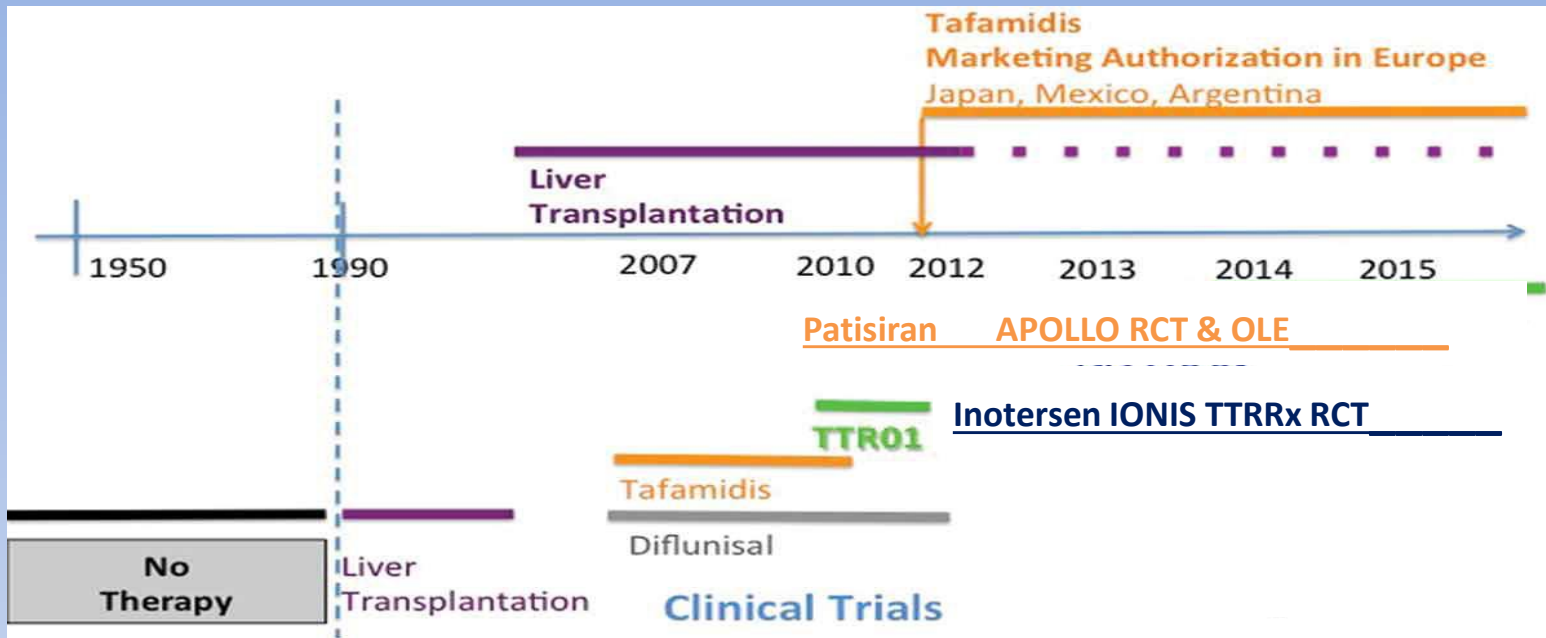 Tafamidis
Marketing Authorization in Europe
Japan, Mexico, Argentina
Liver
Transplantation
1950 1990 2007 2010 2012 2013 2014 2015
Patisiran APOLLO RCT & OLE
Inotersen IONIS TTRRx RCT
TTR01
Tafamidis
Diflunisal
No
Therapy
Liver
Transplantation
Clinical Trials